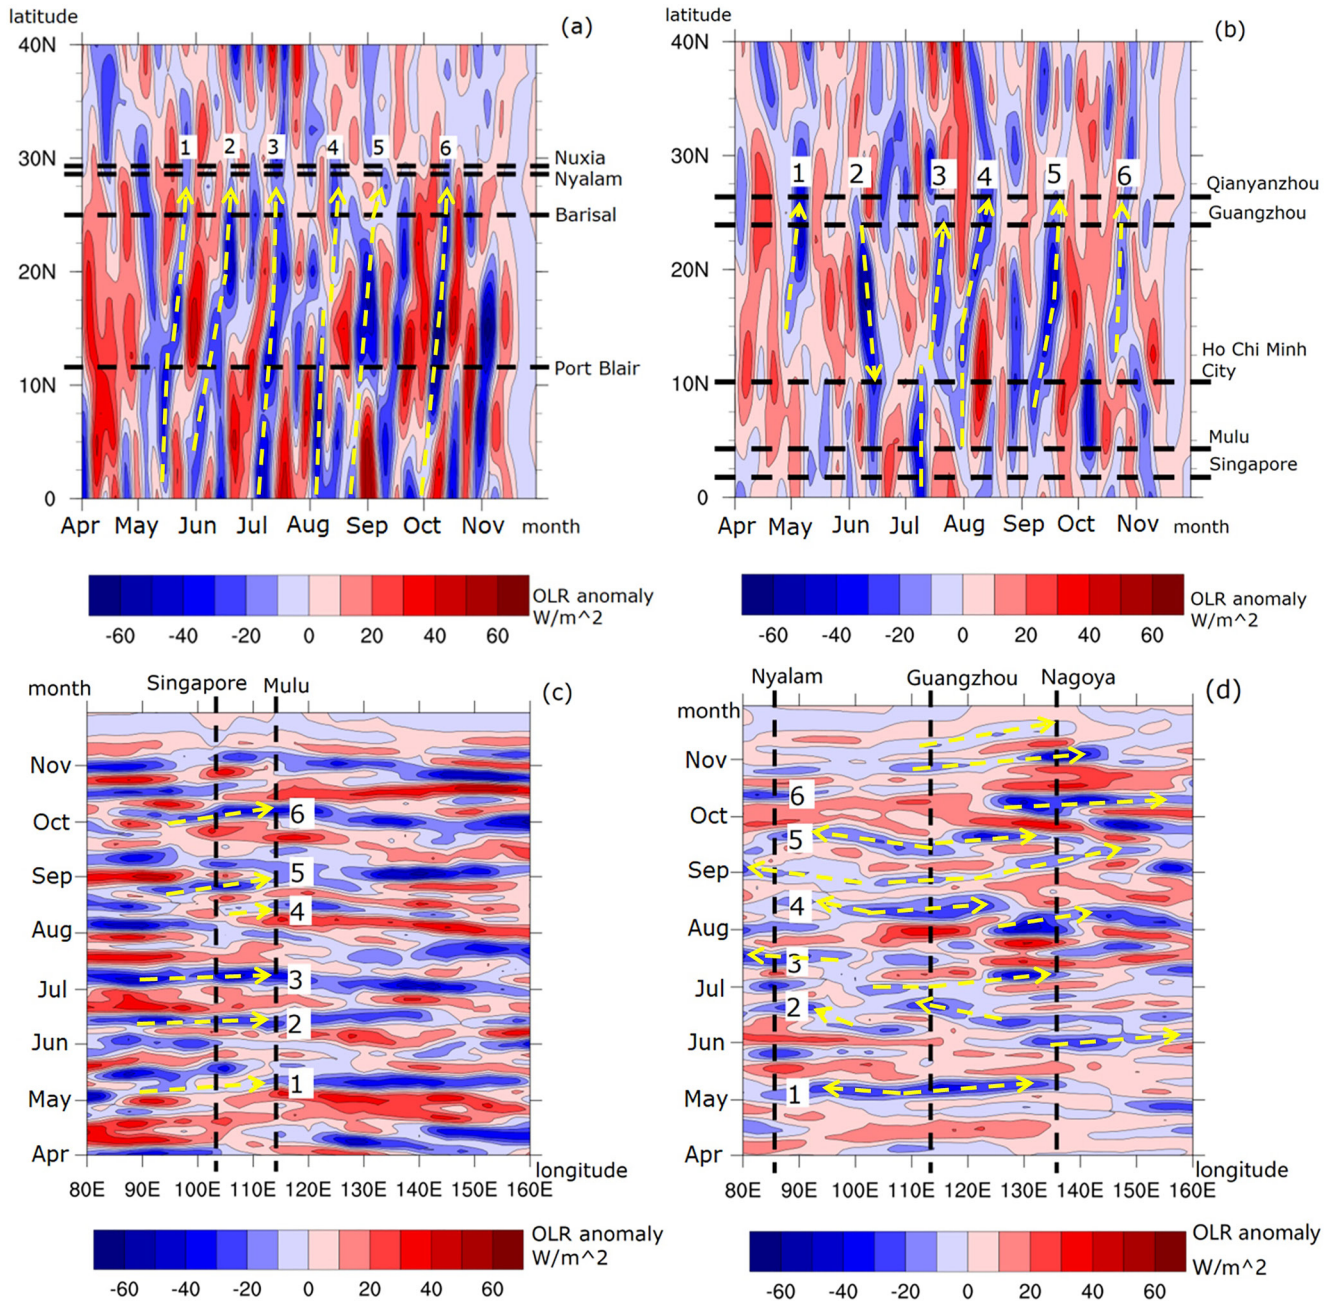 latitude
(a)
40N
1 2 3 4 5 6
30N
Nuxia
Nyalam
Barisal
20N
Port Blair
10N
0
Apr May Jun Jul Aug Sep Oct Nov month
-60 -40 -20 0 20 40 60
OLR anomaly
W/m^2
latitude
(b)
40N
30N
1 2 3 4 5 6
Qianyanzhou
Guangzhou
20N
Ho Chi Minh
City
10N
Mulu
Singapore
0
Apr May Jun Jul Aug Sep Oct Nov month
-60 -40 -20 0 20 40 60
OLR anomaly
W/m^2
month
Singapore Mulu
(c)
Nov
6
Oct
5
Sep
4
Aug
3
Jul
2
Jun
1
May
Apr
longitude
80E 90E 100E 110E 120E 130E 140E 150E 160E
-60 -40 -20 0 20 40 60
OLR anomaly
W/m^2
Nyalam Guangzhou Nagoya
(d)
month
Nov
6
Oct
5
Sep
4
Aug
3
Jul
2
Jun
1
May
Apr
longitude
80E 90E 100E 110E 120E 130E 140E 150E 160E
-60 -40 -20 0 20 40 60
OLR anomaly
W/m^2